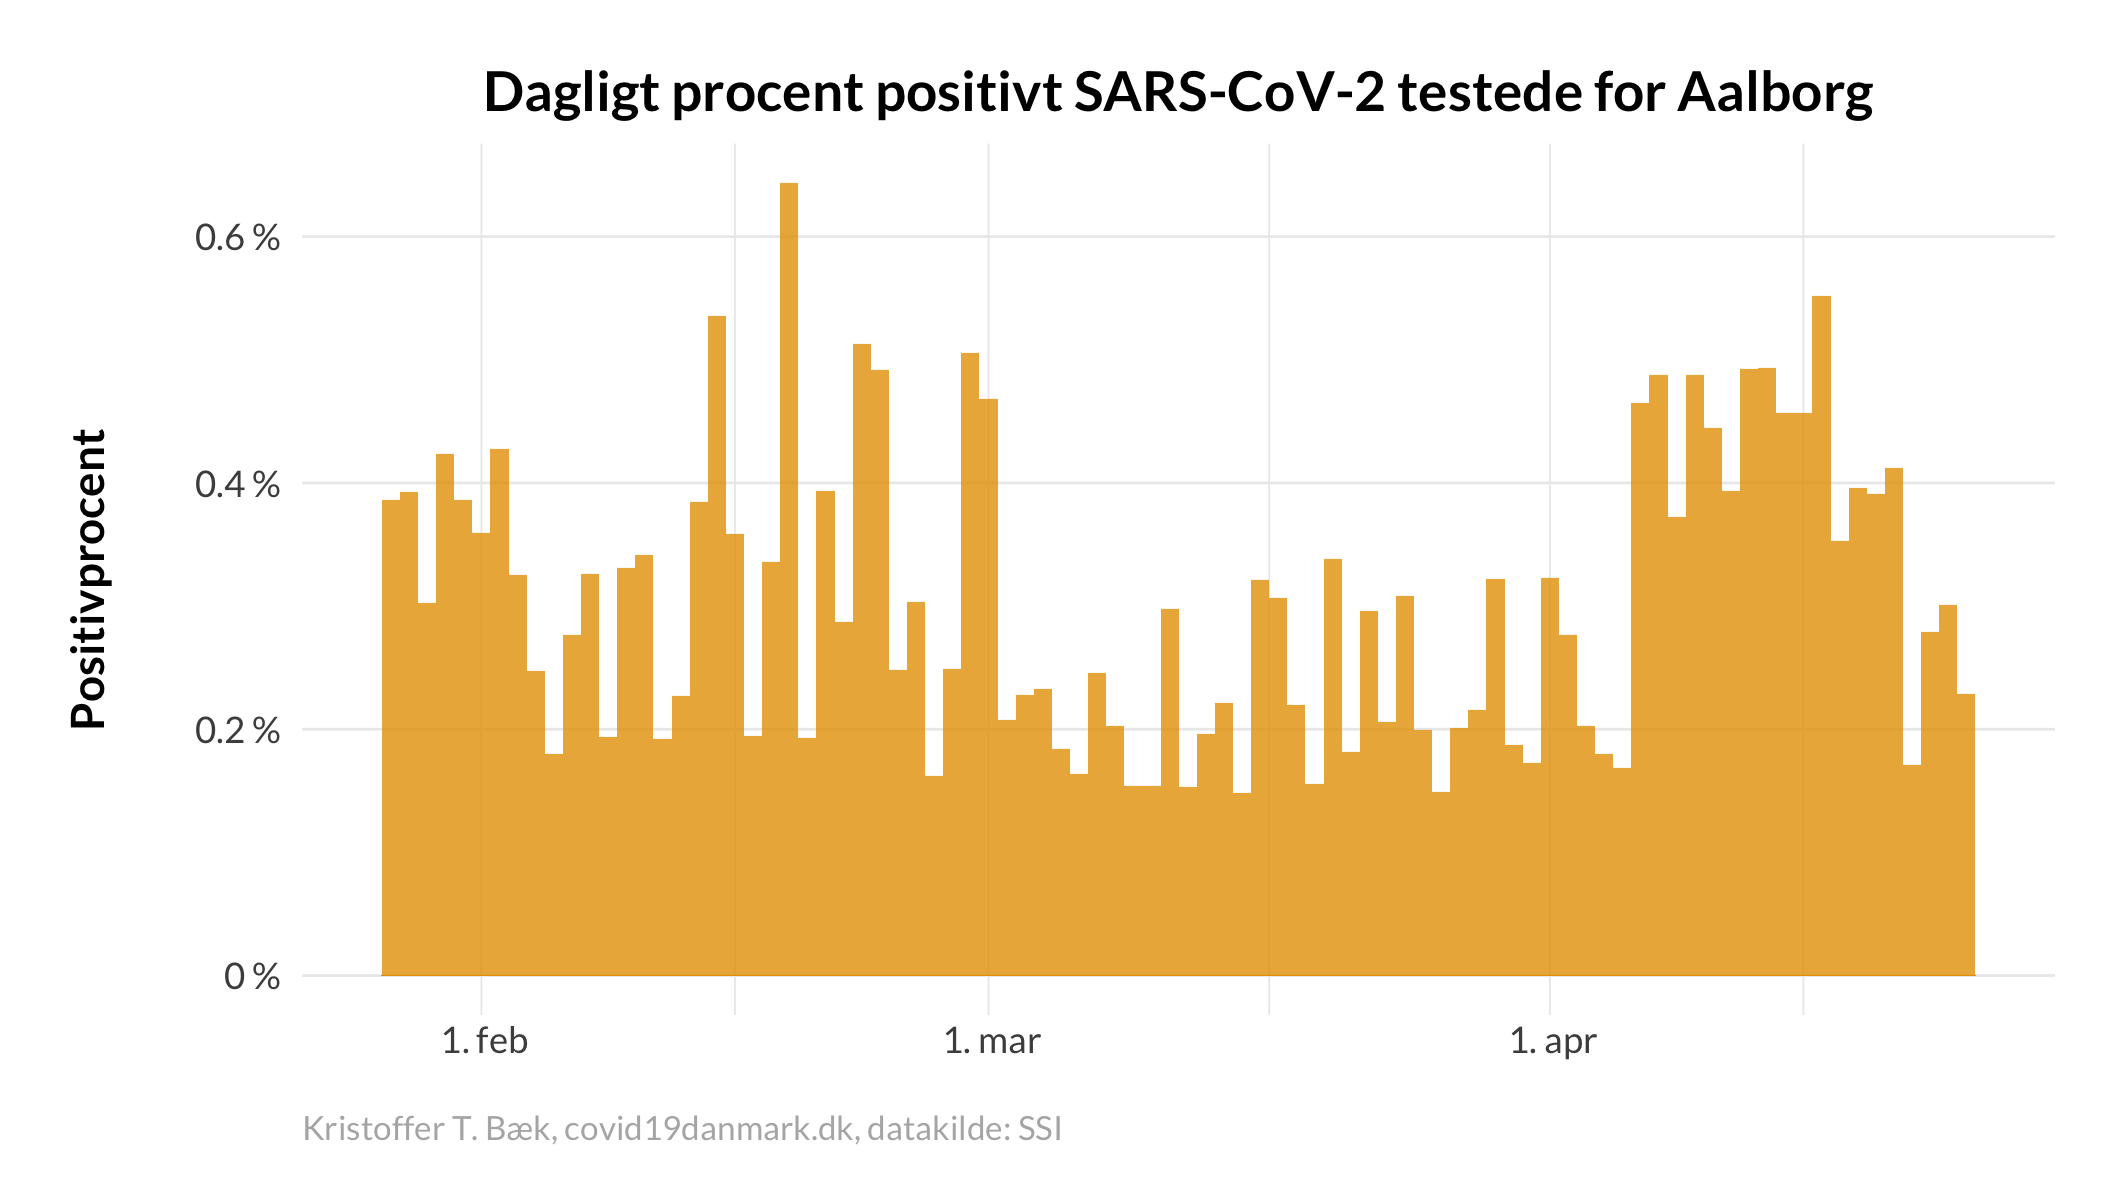 Dagligt procent positivt SARS-CoV-2 testede for Aalborg
Positivprocent
0.6 %
0.4 %
0.2 %
0 %
1. feb
1. mar
1. apr
Kristoffer T. Bæk, covid19danmark.dk, datakilde: SSI